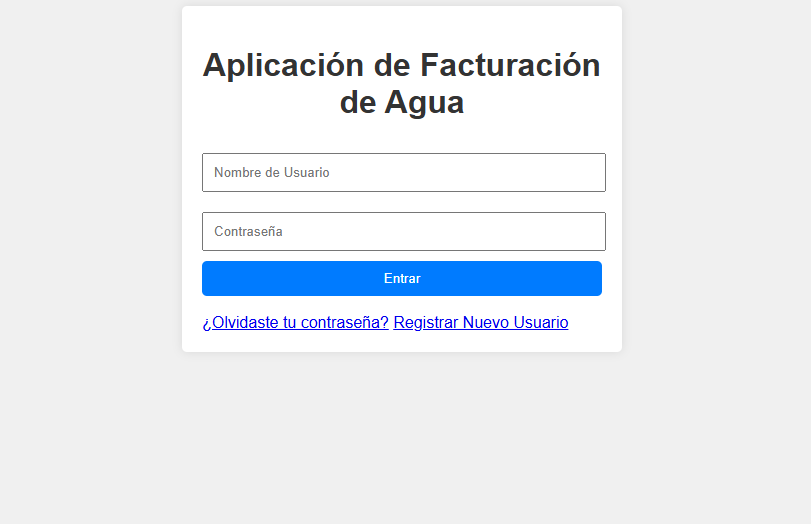 Aplicación de Facturación
de Agua
Nombre de Usuario
Contraseña
Entrar
¿Olvidaste tu contraseña? Registrar Nuevo Usuario